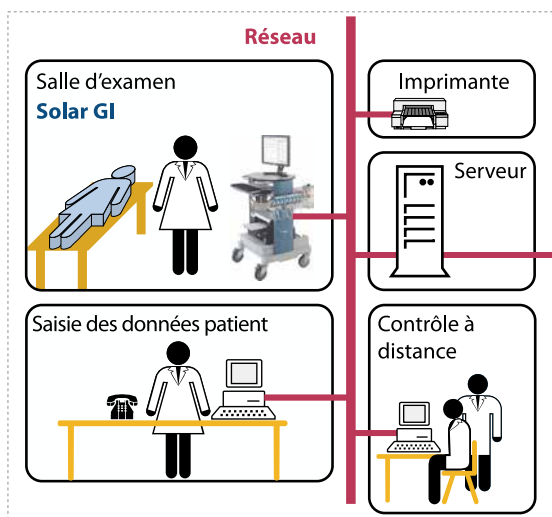 Réseau
Salle d'examen
Solar GI
Imprimante
Serveur
Saisie des données patient
Contrôle à
distance